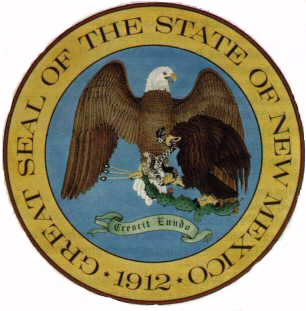 GREAT SEAL OF THE STATE OF NEW MEXICO
Crescit Eundo
· 1912 ·